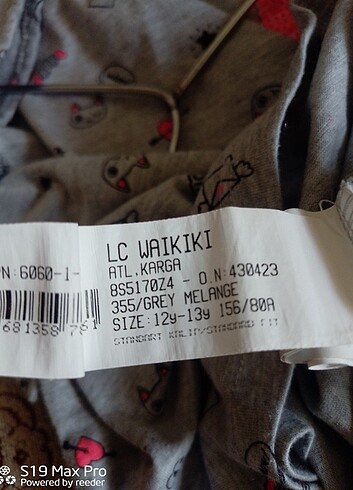 PN:6060-1-
681358 761
LC WAIKIKI
ATL.KARGA
8S5170Z4 - O.N:430423
355/GREY MELANGE
SIZE:12y-13y 156/80A
STANDART KALIP/STANDARD FIT
S19 Max Pro
Powered by reeder